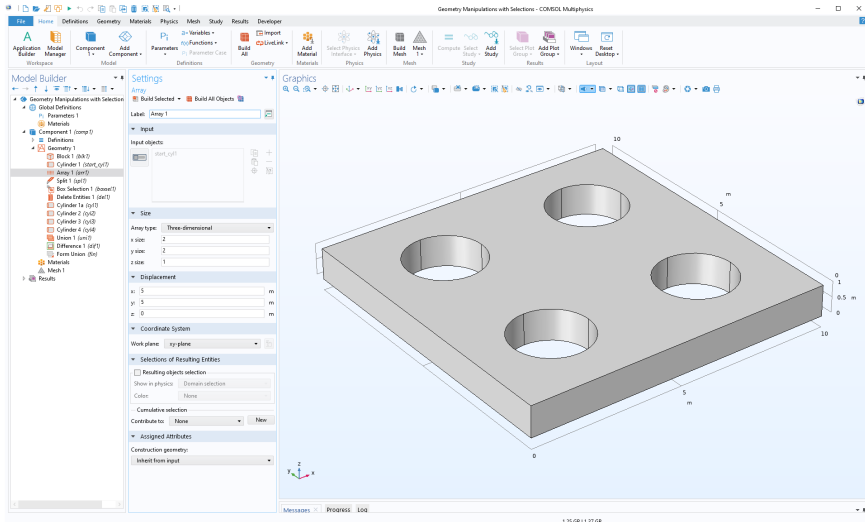 Geometry Manipulations with Selections - COMSOL Multiphysics
File Home Definitions Geometry Materials Physics Mesh Study Results Developer
Application Builder
Model Manager
Workspace
Component 1
Add Component
Model
Parameters
a= Variables
f(x) Functions
Pi Parameter Case
Definitions
Build All
Import
LiveLink
Geometry
Add Material
Materials
Select Physics Interface
Add Physics
Physics
Build Mesh
Mesh 1
Mesh
Compute
Select Study
Add Study
Study
Select Plot Group
Add Plot Group
Results
Windows
Reset Desktop
Layout
Model Builder
Geometry Manipulations with Selection
Global Definitions
Pi Parameters 1
Materials
Component 1 (comp1)
Definitions
Geometry 1
Block 1 (blk1)
Cylinder 1 (start_cyl1)
Array 1 (arr1)
Split 1 (spl1)
Box Selection 1 (boxsel1)
Delete Entities 1 (del1)
Cylinder 1a (cyl1)
Cylinder 2 (cyl2)
Cylinder 3 (cyl3)
Cylinder 4 (cyl4)
Union 1 (uni1)
Difference 1 (dif1)
Form Union (fin)
Materials
Mesh 1
Results
Settings
Array
Build Selected
Build All Objects
Label: Array 1
Input
Input objects:
start_cyl1
Size
Array type: Three-dimensional
x size: 2
y size: 2
z size: 1
Displacement
x: 5 m
y: 5 m
z: 0 m
Coordinate System
Work plane xy-plane
Selections of Resulting Entities
Resulting objects selection
Show in physics: Domain selection
Color: None
Cumulative selection
Contribute to: None New
Assigned Attributes
Construction geometry:
Inherit from input
Graphics
10
m
5
0
1
0.5 m
0
10
5
m
0
z
y x
Messages Progress Log
1.25 GB | 1.37 GB